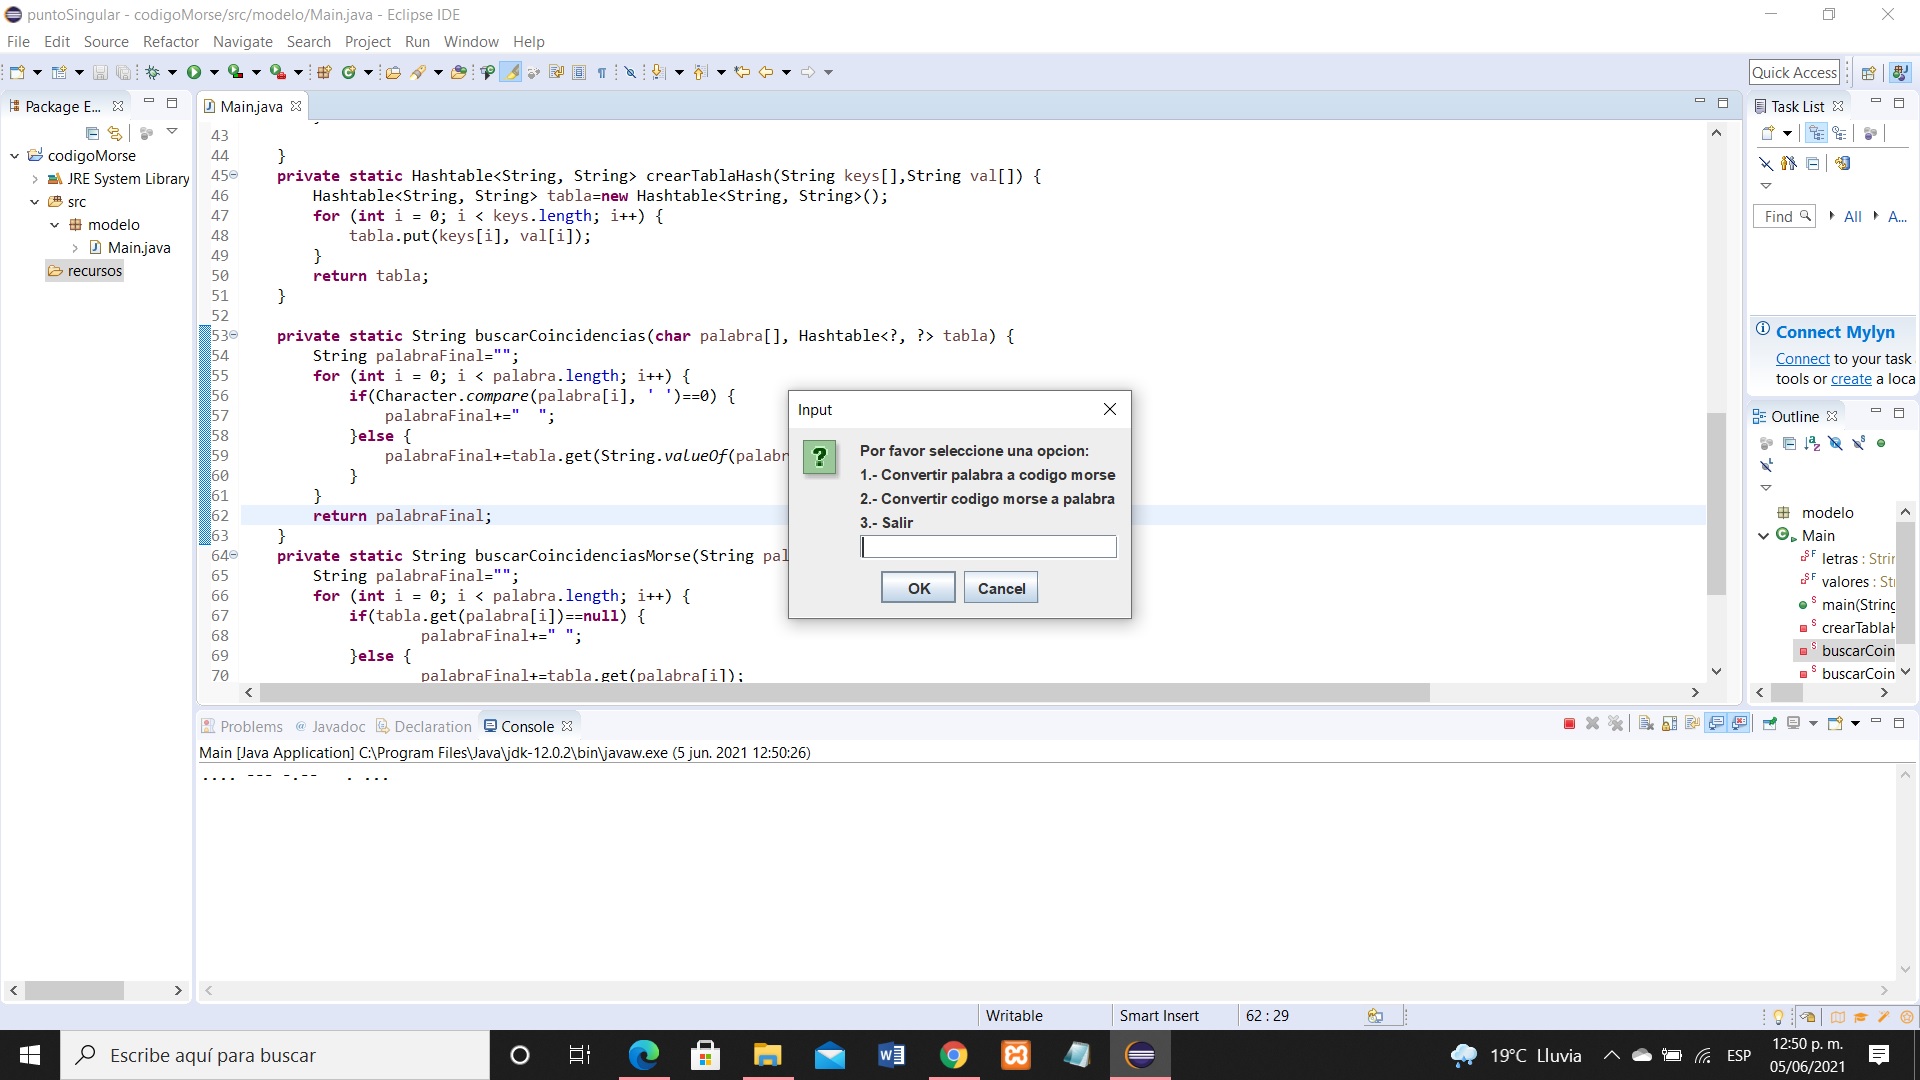 puntoSingular - codigoMorse/src/modelo/Main.java - Eclipse IDE
File Edit Source Refactor Navigate Search Project Run Window Help
Quick Access
Package E...
codigoMorse
JRE System Library
src
modelo
Main.java
recursos
Main.java
43
44 }
45 private static Hashtable<String, String> crearTablaHash(String keys[],String val[]) {
46 Hashtable<String, String> tabla=new Hashtable<String, String>();
47 for (int i = 0; i < keys.length; i++) {
48 tabla.put(keys[i], val[i]);
49 }
50 return tabla;
51 }
52
53 private static String buscarCoincidencias(char palabra[], Hashtable<?, ?> tabla) {
54 String palabraFinal="";
55 for (int i = 0; i < palabra.length; i++) {
56 if(Character.compare(palabra[i], ' ')==0) {
57 palabraFinal+="  ";
58 }else {
59 palabraFinal+=tabla.get(String.valueOf(palabr
60 }
61 }
62 return palabraFinal;
63 }
64 private static String buscarCoincidenciasMorse(String pal
65 String palabraFinal="";
66 for (int i = 0; i < palabra.length; i++) {
67 if(tabla.get(palabra[i])==null) {
68 palabraFinal+=" ";
69 }else {
70 palabraFinal+=tabla.get(palabra[i]);
Input
Por favor seleccione una opcion:
1.- Convertir palabra a codigo morse
2.- Convertir codigo morse a palabra
3.- Salir
OK Cancel
Task List
Find All A...
Connect Mylyn
Connect to your task
tools or create a loca
Outline
modelo
Main
letras : Strin
valores : St
main(String
crearTablaH
buscarCoin
buscarCoin
Problems Javadoc Declaration Console
Main [Java Application] C:\Program Files\Java\jdk-12.0.2\bin\javaw.exe (5 jun. 2021 12:50:26)
.... --- -.--   . ...
Writable Smart Insert 62 : 29
Escribe aquí para buscar
19°C Lluvia
ESP
12:50 p. m.
05/06/2021